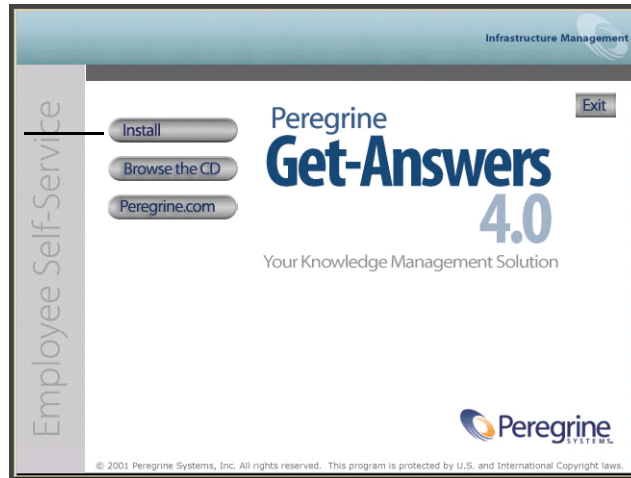 Infrastructure Management
Employee Self-Service
Install
Browse the CD
Peregrine.com
Exit
Peregrine
Get-Answers
4.0
Your Knowledge Management Solution
Peregrine
SYSTEMS.
© 2001 Peregrine Systems, Inc. All rights reserved. This program is protected by U.S. and International Copyright laws.